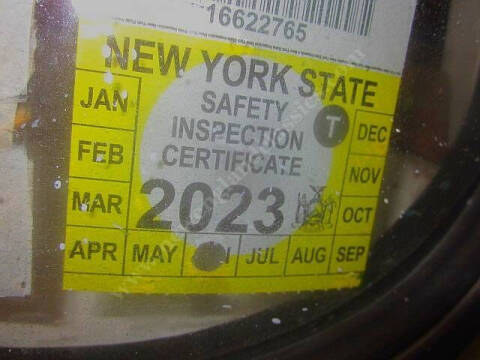 16622765
NEW YORK STATE
JAN
SAFETY
T
DEC
INSPECTION
FEB
CERTIFICATE
NOV
MAR
2023
OCT
APR MAY JUL AUG SEP